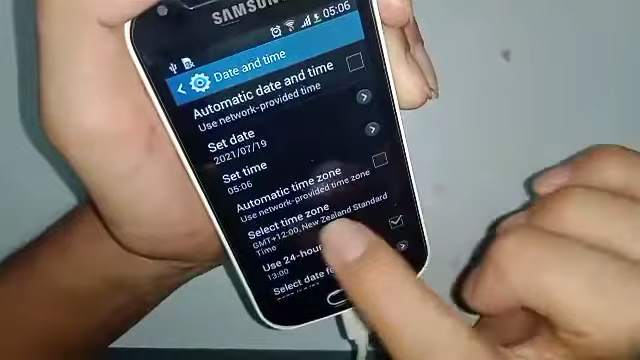 SAMSUNG
05:06
Date and time
Automatic date and time
Use network-provided time
Set date
2021/07/19
Set time
05:06
Automatic time zone
Use network-provided time zone
Select time zone
GMT+12:00, New Zealand Standard
Time
Use 24-hour
13:00
Select date